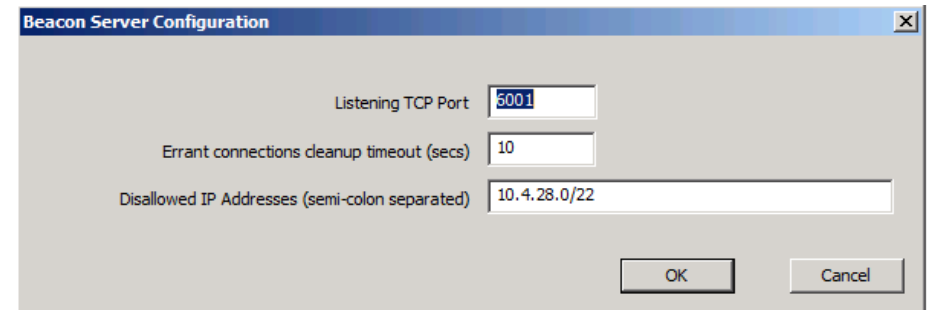 Beacon Server Configuration
Listening TCP Port 6001
Errant connections cleanup timeout (secs) 10
Disallowed IP Addresses (semi-colon separated) 10.4.28.0/22
OK Cancel